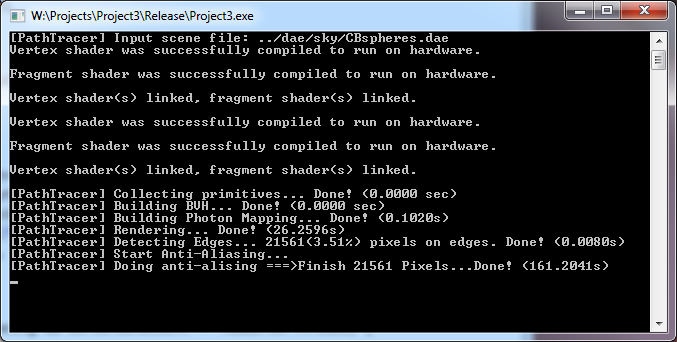 W:\Projects\Project3\Release\Project3.exe
[PathTracer] Input scene file: ../dae/sky/CBspheres.dae
Vertex shader was successfully compiled to run on hardware.
Fragment shader was successfully compiled to run on hardware.
Vertex shader(s) linked, fragment shader(s) linked.
Vertex shader was successfully compiled to run on hardware.
Fragment shader was successfully compiled to run on hardware.
Vertex shader(s) linked, fragment shader(s) linked.
[PathTracer] Collecting primitives... Done! (0.0000 sec)
[PathTracer] Building BVH... Done! (0.0000 sec)
[PathTracer] Building Photon Mapping... Done! (0.1020s)
[PathTracer] Rendering... Done! (26.2596s)
[PathTracer] Detecting Edges... 21561(3.51%) pixels on edges. Done! (0.0080s)
[PathTracer] Start Anti-Aliasing...
[PathTracer] Doing anti-alising ===>Finish 21561 Pixels...Done! (161.2041s)